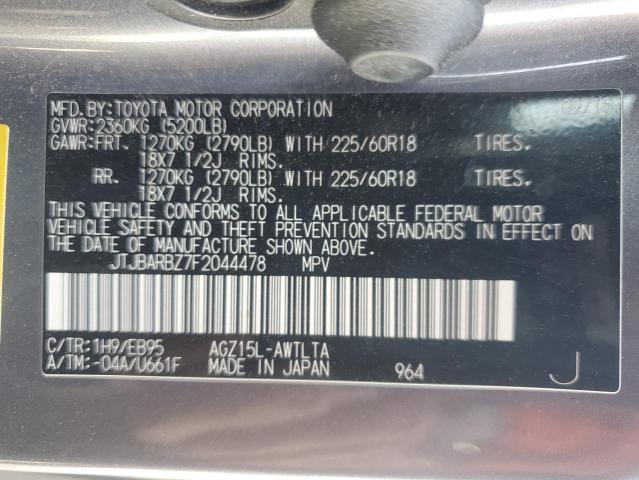 MFD.BY:TOYOTA MOTOR CORPORATION 09/15
GVWR:2360KG (5200LB)
GAWR:FRT. 1270KG (2790LB) WITH 225/60R18 TIRES.
18X7 1/2J RIMS.
RR. 1270KG (2790LB) WITH 225/60R18 TIRES.
18X7 1/2J RIMS.
THIS VEHICLE CONFORMS TO ALL APPLICABLE FEDERAL MOTOR
VEHICLE SAFETY AND THEFT PREVENTION STANDARDS IN EFFECT ON
THE DATE OF MANUFACTURE SHOWN ABOVE.
JTJBARBZ7F2044478 MPV
C/TR:1H9/EB95 AGZ15L-AWTLTA
A/TM:-04A/U661F MADE IN JAPAN 964 J